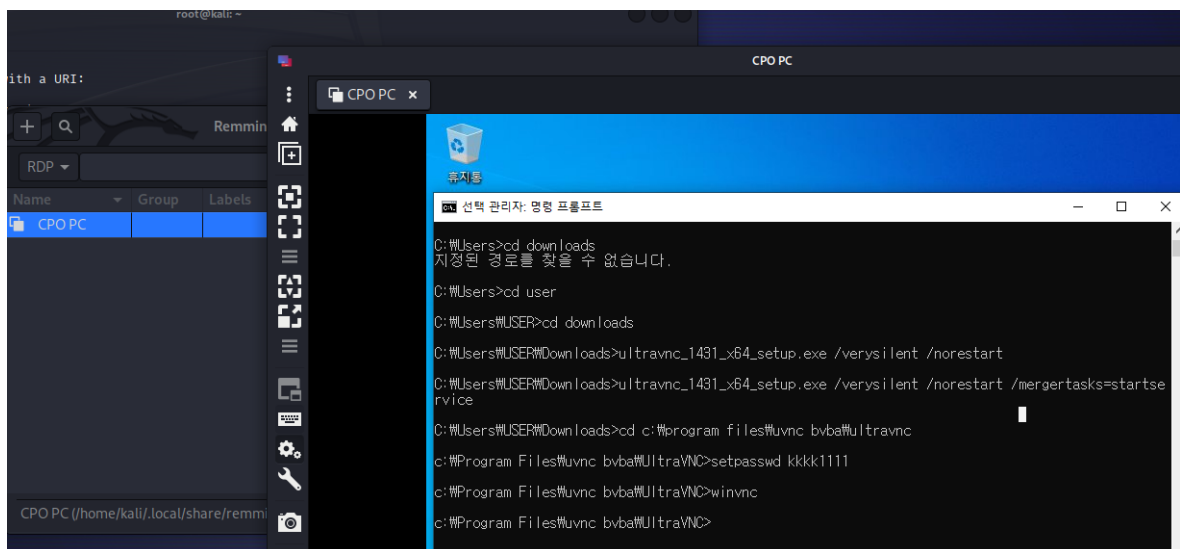 root@kali: ~
with a URI:
CPO PC
CPO PC ×
Remmin
RDP
Name Group Labels
CPO PC
휴지통
선택 관리자: 명령 프롬프트
C:₩Users>cd downloads
지정된 경로를 찾을 수 없습니다.
C:₩Users>cd user
C:₩Users₩USER>cd downloads
C:₩Users₩USER₩Downloads>ultravnc_1431_x64_setup.exe /verysilent /norestart
C:₩Users₩USER₩Downloads>ultravnc_1431_x64_setup.exe /verysilent /norestart /mergertasks=startse
rvice
C:₩Users₩USER₩Downloads>cd c:₩program files₩uvnc bvba₩ultravnc
c:₩Program Files₩uvnc bvba₩UltraVNC>setpasswd kkkk1111
c:₩Program Files₩uvnc bvba₩UltraVNC>winvnc
c:₩Program Files₩uvnc bvba₩UltraVNC>
CPO PC (/home/kali/.local/share/remmi